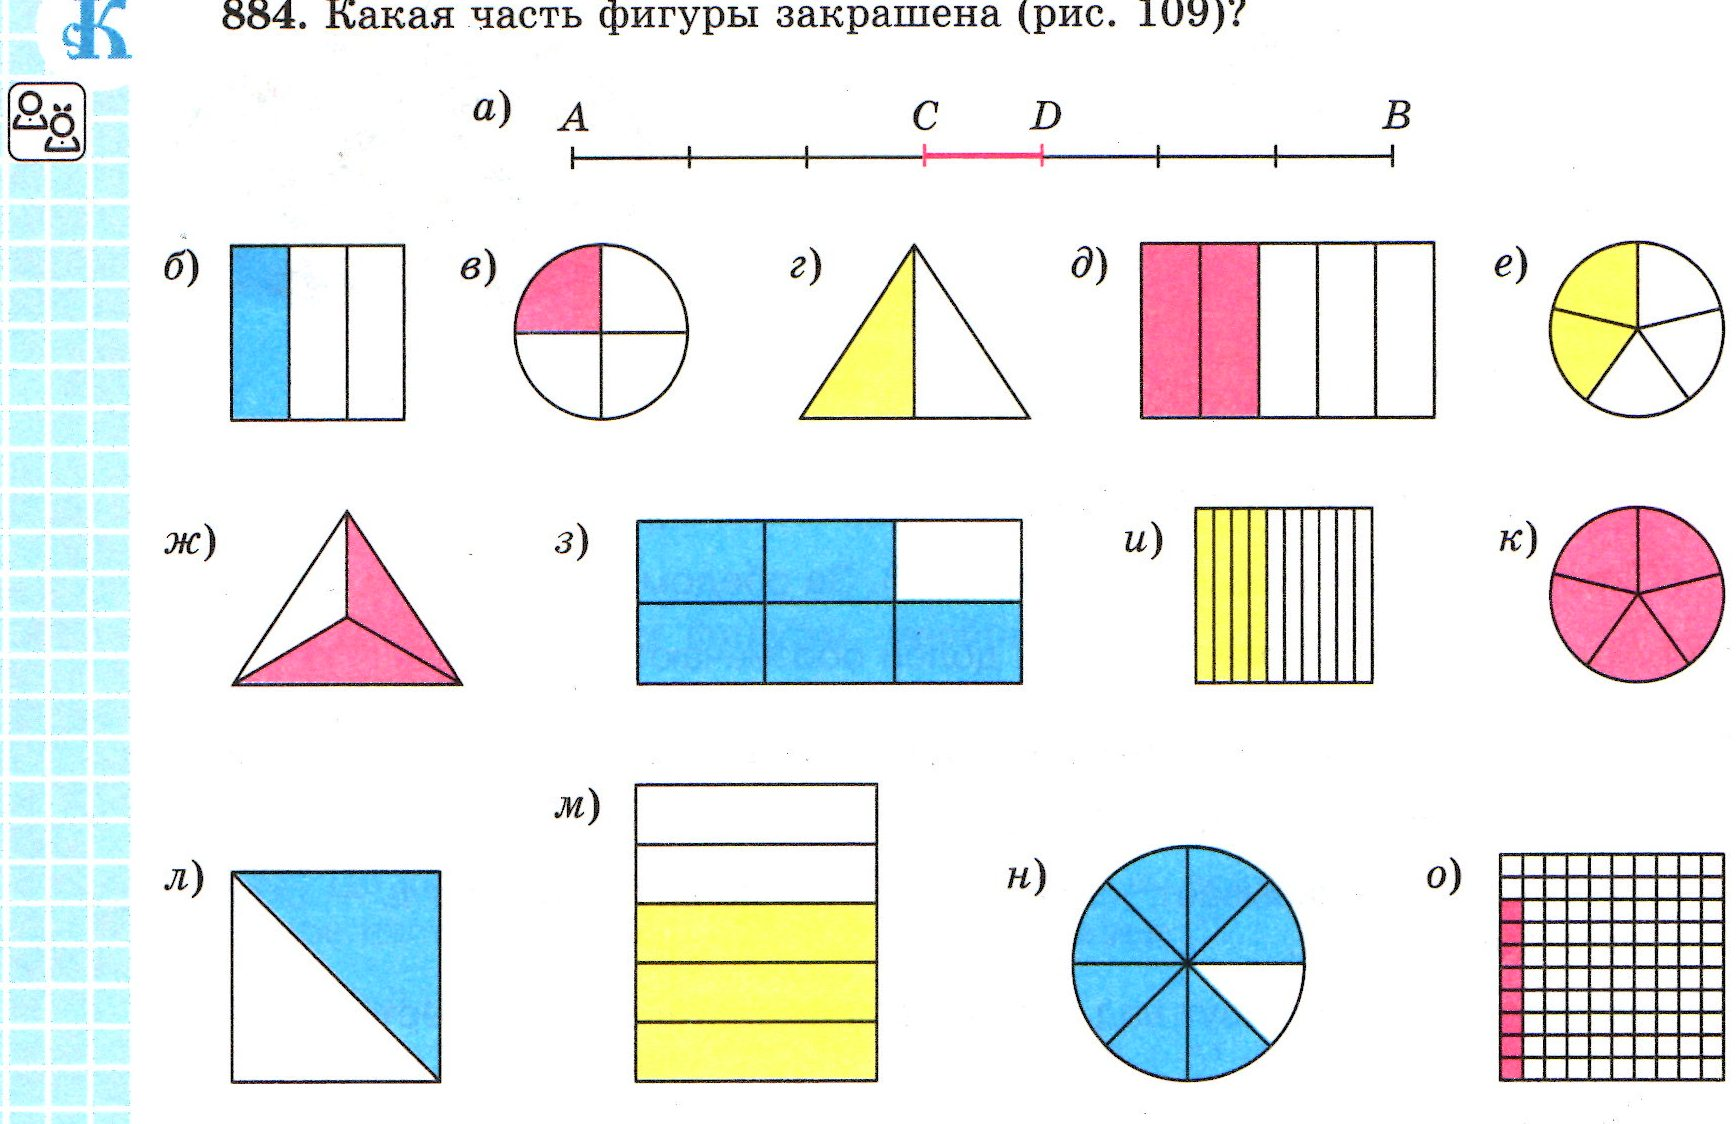 884. Какая часть фигуры закрашена (рис. 109)?
а) A C D B
б) в) г) д) е)
ж) з) и) к)
м)
л) н) о)